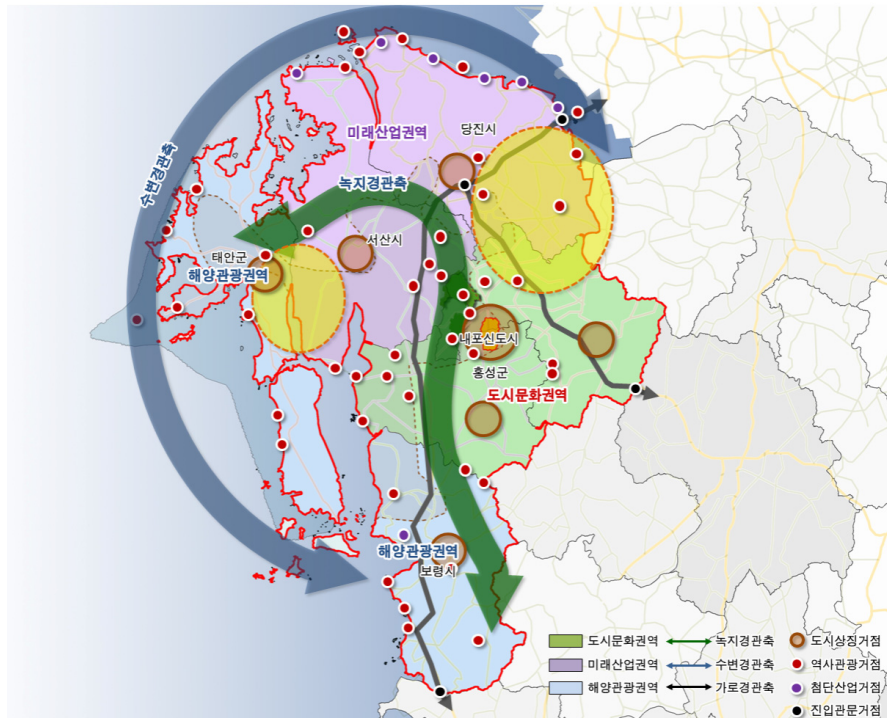 미래산업권역
당진시
수변경관축
녹지경관축
서산시
태안군
해양관광권역
내포신도시
홍성군
도시문화권역
해양관광권역
보령시
도시문화권역 녹지경관축 도시상징거점
미래산업권역 수변경관축 역사관광거점
해양관광권역 가로경관축 첨단산업거점
진입관문거점